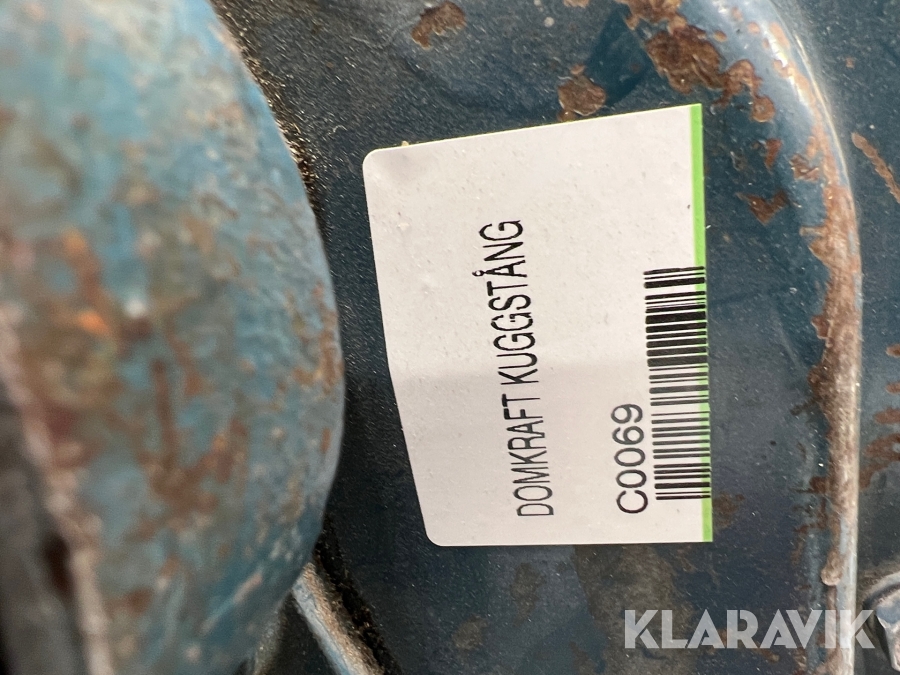 DOMKRAFT KUGGSTÅNG
C0069
KLARAVIK